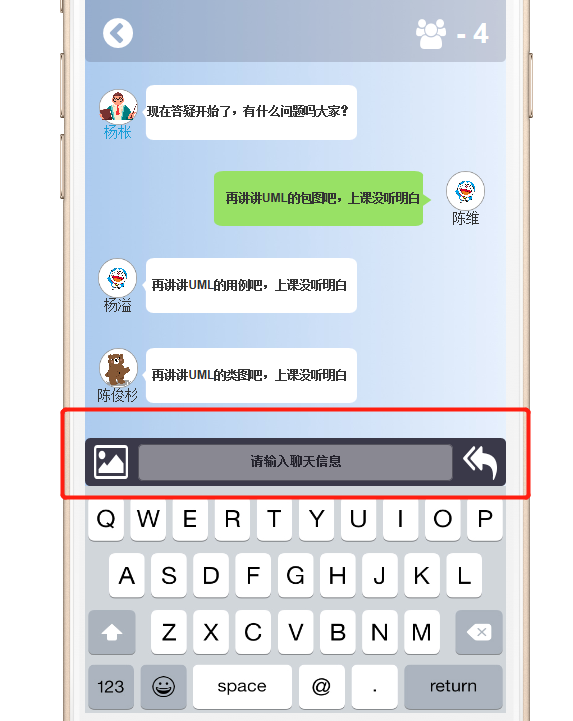 - 4
现在答疑开始了，有什么问题吗大家？
杨枨
再讲讲UML的包图吧，上课没听明白
陈维
再讲讲UML的用例吧，上课没听明白
杨溢
再讲讲UML的类图吧，上课没听明白
陈俊杉
请输入聊天信息
Q W E R T Y U I O P
A S D F G H J K L
Z X C V B N M
123 space @ . return